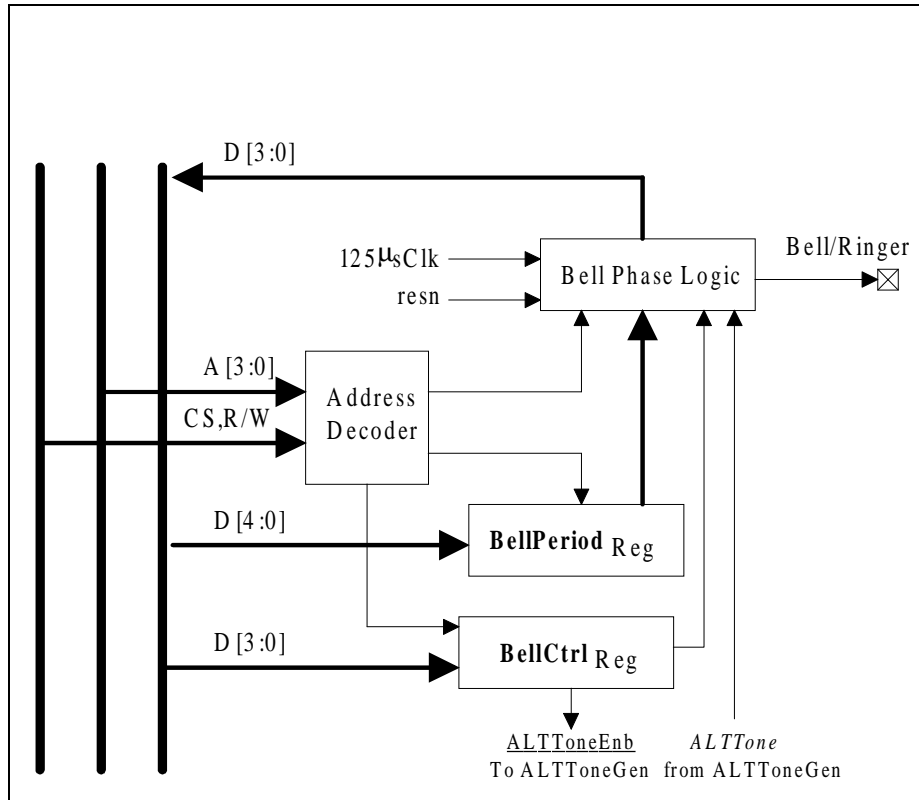 D [3:0]
125µsClk
resn
Bell Phase Logic
Bell/Ringer
A [3:0]
CS,R/W
Address
Decoder
D [4:0]
BellPeriod Reg
D [3:0]
BellCtrl Reg
ALTToneEnb
To ALTToneGen
ALTTone
from ALTToneGen